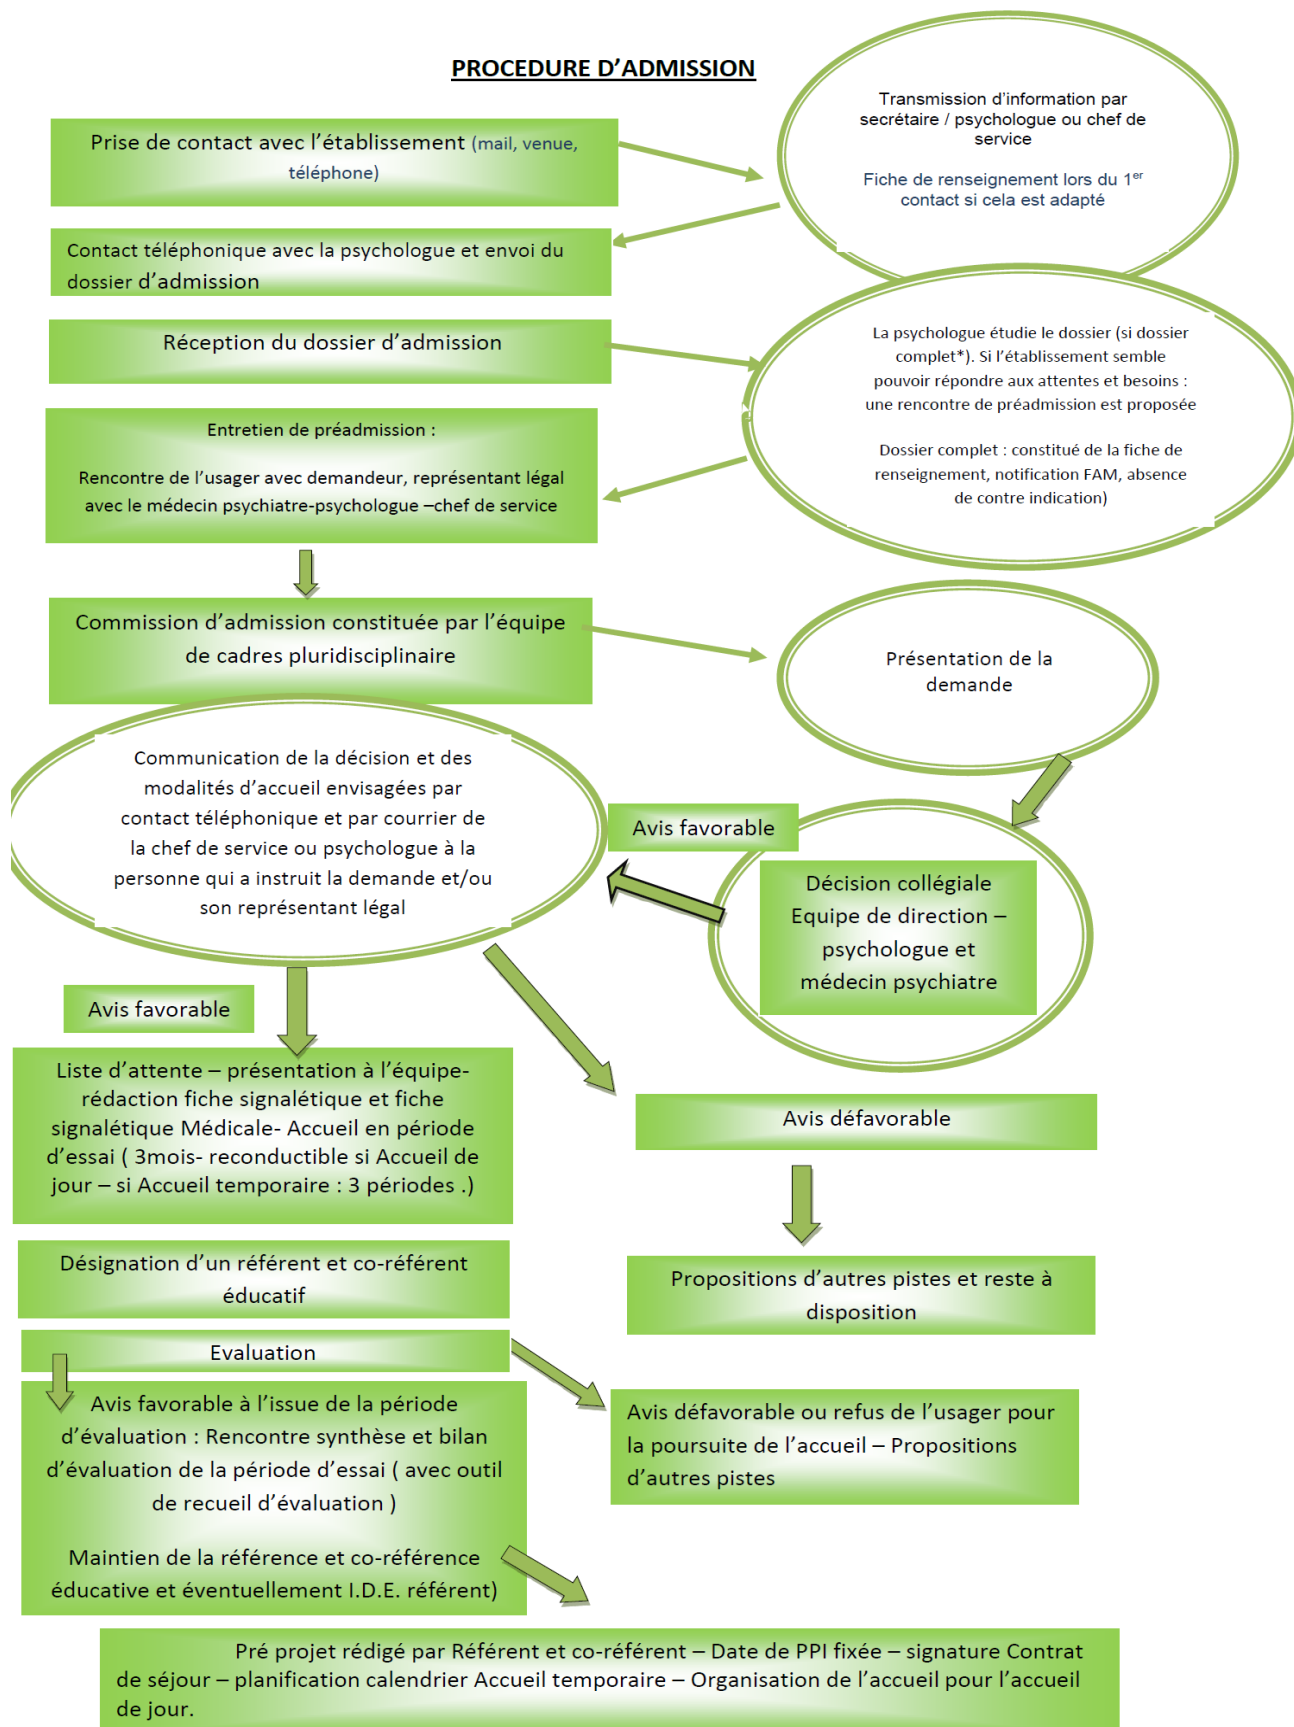 PROCEDURE D’ADMISSION
Transmission d’information par
secrétaire / psychologue ou chef de
service
Fiche de renseignement lors du 1er
contact si cela est adapté
Prise de contact avec l’établissement (mail, venue,
téléphone)
Contact téléphonique avec la psychologue et envoi du
dossier d’admission
Réception du dossier d’admission
La psychologue étudie le dossier (si dossier
complet*). Si l’établissement semble
pouvoir répondre aux attentes et besoins :
une rencontre de préadmission est proposée
Dossier complet : constitué de la fiche de
renseignement, notification FAM, absence
de contre indication)
Entretien de préadmission :
Rencontre de l’usager avec demandeur, représentant légal
avec le médecin psychiatre-psychologue –chef de service
Commission d’admission constituée par l’équipe
de cadres pluridisciplinaire
Présentation de la
demande
Communication de la décision et des
modalités d’accueil envisagées par
contact téléphonique et par courrier de
la chef de service ou psychologue à la
personne qui a instruit la demande et/ou
son représentant légal
Avis favorable
Décision collégiale
Equipe de direction –
psychologue et
médecin psychiatre
Avis favorable
Liste d’attente – présentation à l’équipe-
rédaction fiche signalétique et fiche
signalétique Médicale- Accueil en période
d’essai ( 3mois- reconductible si Accueil de
jour – si Accueil temporaire : 3 périodes .)
Avis défavorable
Désignation d’un référent et co-référent
éducatif
Propositions d’autres pistes et reste à
disposition
Evaluation
Avis favorable à l’issue de la période
d’évaluation : Rencontre synthèse et bilan
d’évaluation de la période d’essai ( avec outil
de recueil d’évaluation )
Maintien de la référence et co-référence
éducative et éventuellement I.D.E. référent)
Avis défavorable ou refus de l’usager pour
la poursuite de l’accueil – Propositions
d’autres pistes
Pré projet rédigé par Référent et co-référent – Date de PPI fixée – signature Contrat
de séjour – planification calendrier Accueil temporaire – Organisation de l’accueil pour l’accueil
de jour.